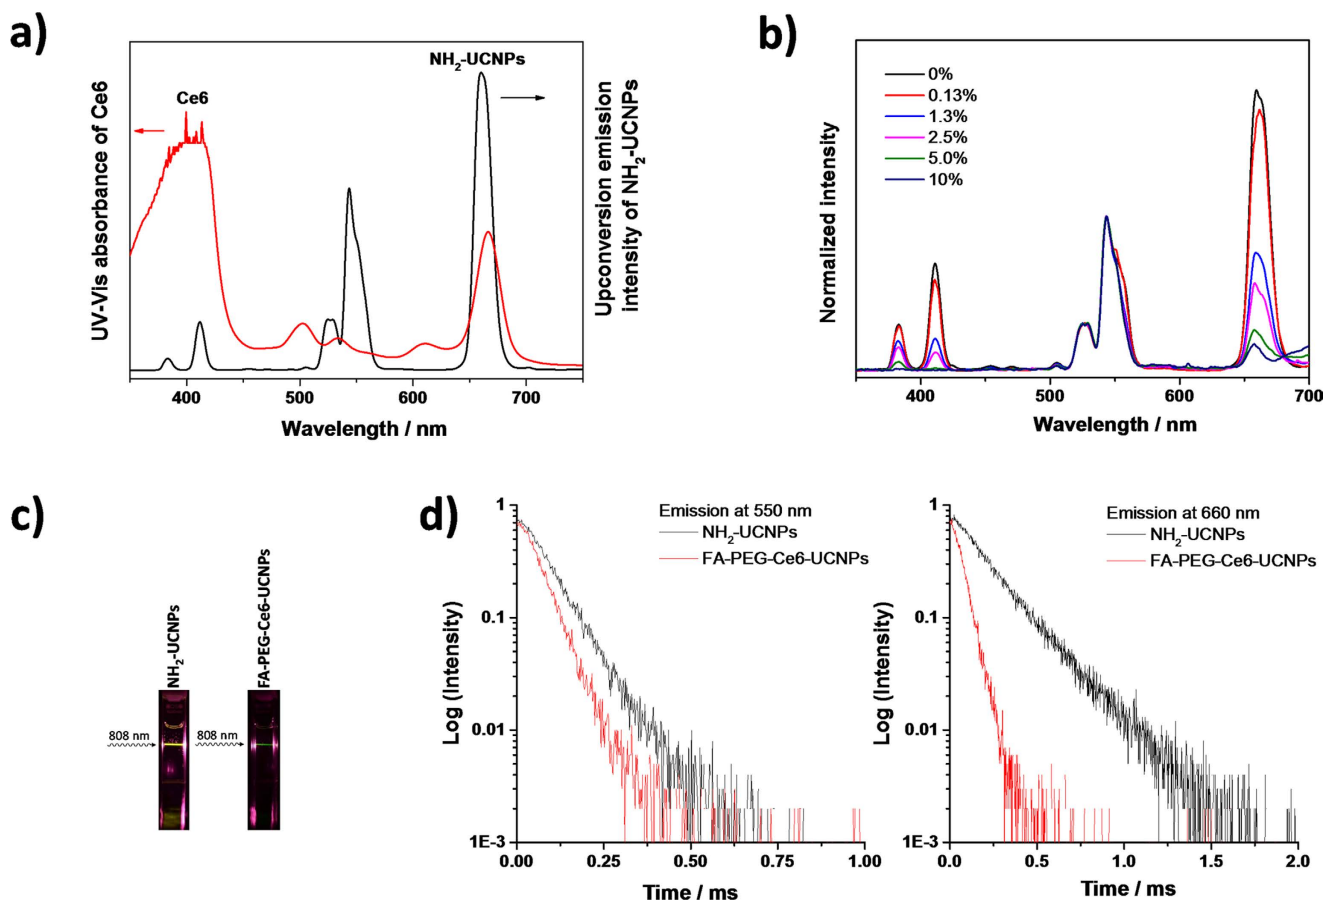 a)
UV-Vis absorbance of Ce6
Ce6
NH2-UCNPs
Upconversion emission
intensity of NH2-UCNPs
400
500
600
700
Wavelength / nm
b)
Normalized intensity
0%
0.13%
1.3%
2.5%
5.0%
10%
400
500
600
700
Wavelength / nm
c)
NH2-UCNPs
FA-PEG-Ce6-UCNPs
808 nm
808 nm
d)
Log (Intensity)
1
0.1
0.01
1E-3
Emission at 550 nm
NH2-UCNPs
FA-PEG-Ce6-UCNPs
0.00
0.25
0.50
0.75
1.00
Time / ms
Log (Intensity)
1
0.1
0.01
1E-3
Emission at 660 nm
NH2-UCNPs
FA-PEG-Ce6-UCNPs
0.0
0.5
1.0
1.5
2.0
Time / ms